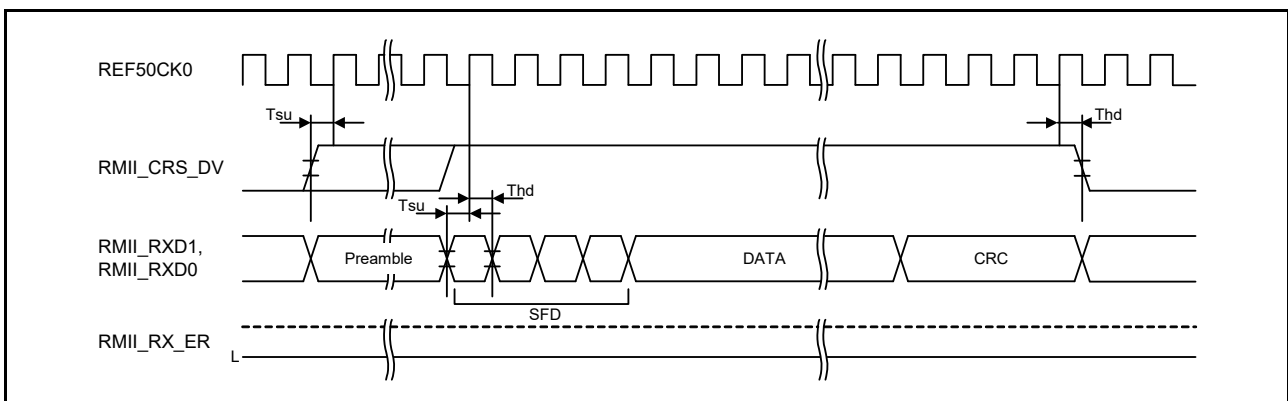 REF50CK0
Tsu
Thd
RMII_CRS_DV
Tsu
Thd
RMII_RXD1,
RMII_RXD0
Preamble
DATA
CRC
SFD
RMII_RX_ER
L